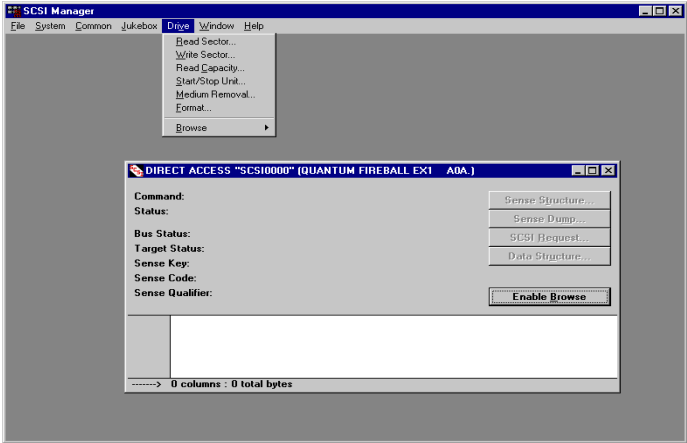 SCSI Manager
File System Common Jukebox Drive Window Help
Read Sector...
Write Sector...
Read Capacity...
Start/Stop Unit...
Medium Removal...
Format...
Browse
DIRECT ACCESS "SCSI0000" (QUANTUM FIREBALL EX1 A0A.)
Command:
Status:
Bus Status:
Target Status:
Sense Key:
Sense Code:
Sense Qualifier:
Sense Structure...
Sense Dump...
SCSI Request...
Data Structure...
Enable Browse
-------> 0 columns : 0 total bytes